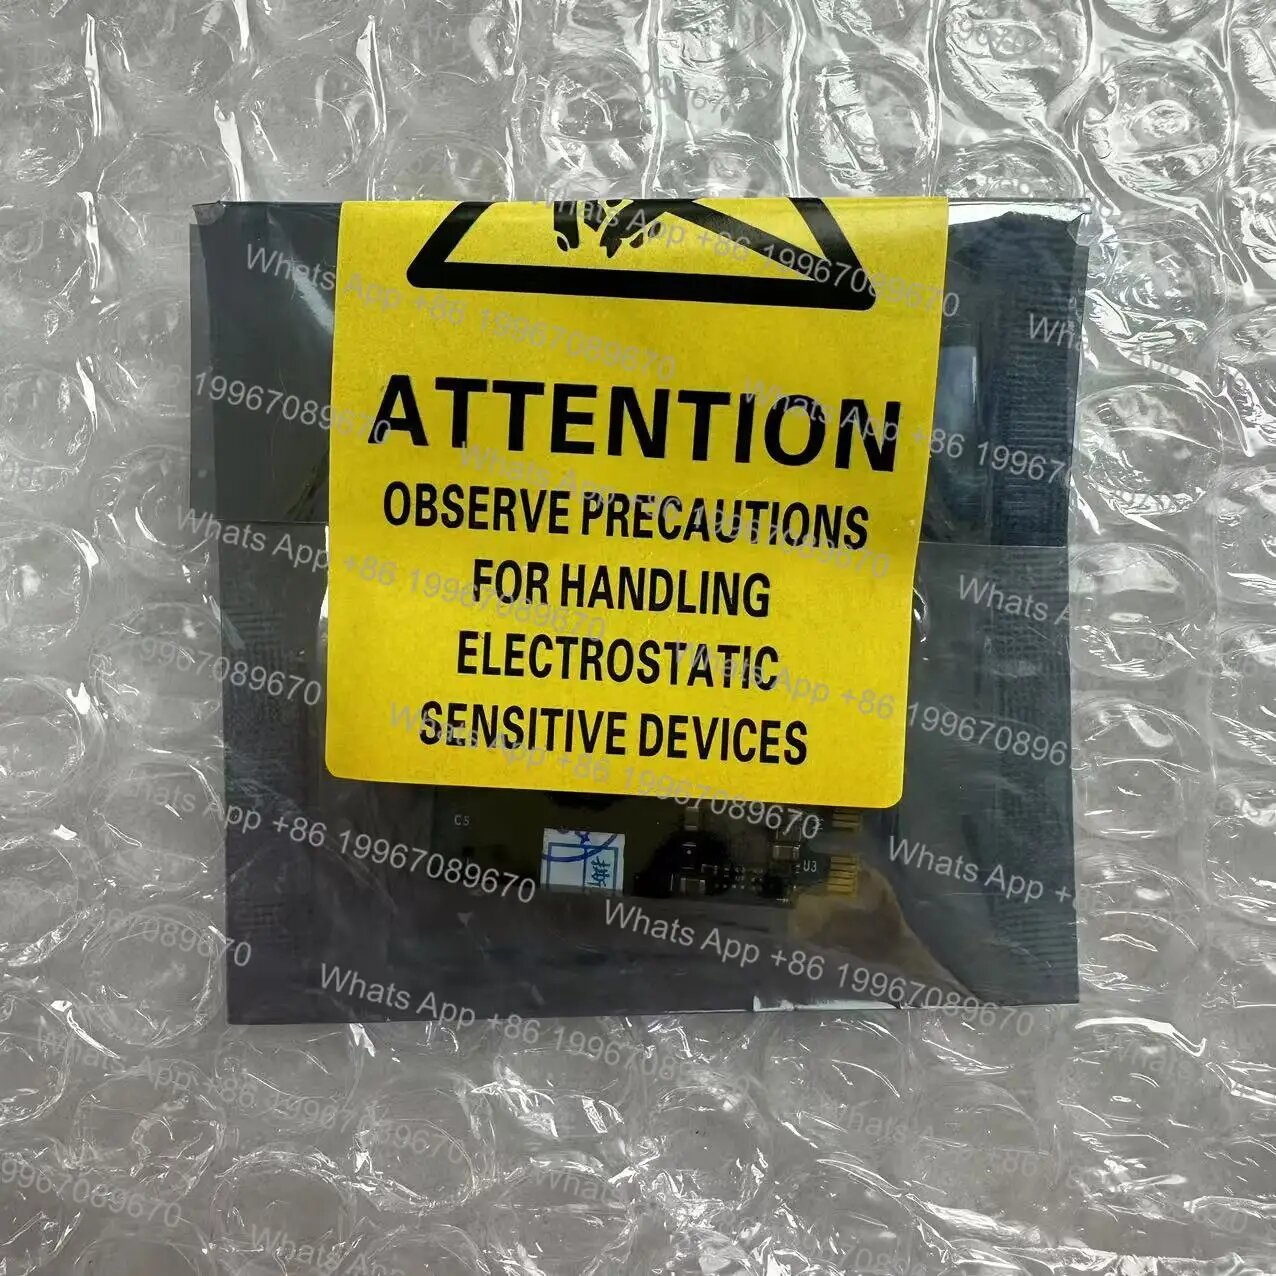 ATTENTION
OBSERVE PRECAUTIONS
FOR HANDLING
ELECTROSTATIC
SENSITIVE DEVICES
C5
U3
Whats App +86 19967089670